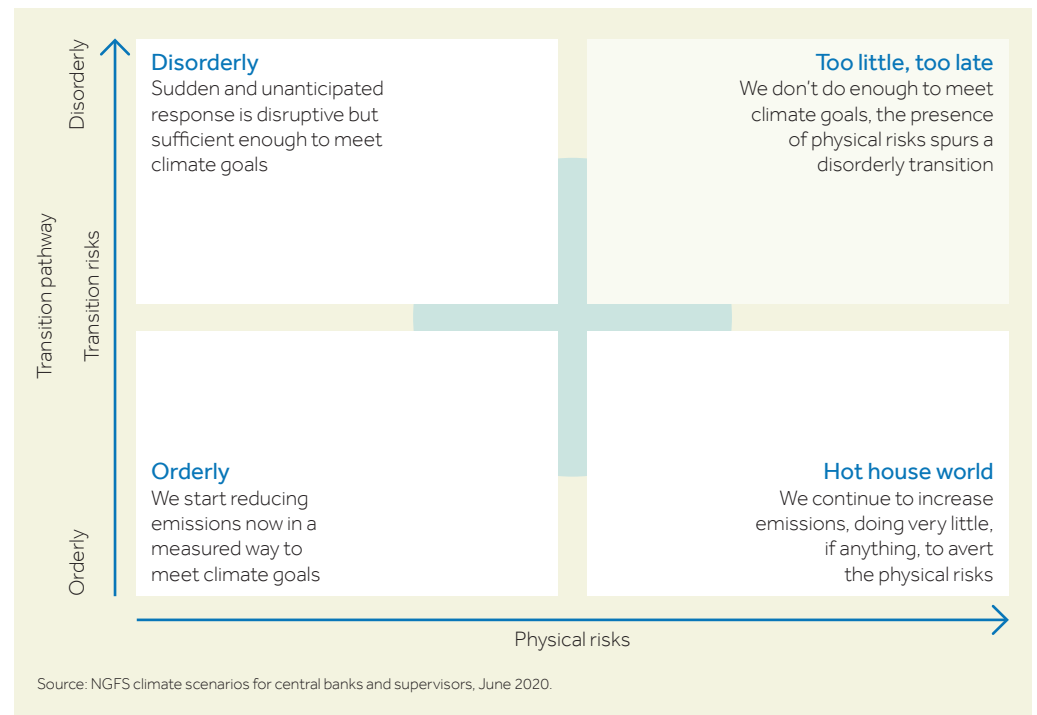 Disorderly
Transition pathway
Transition risks
Orderly
Disorderly
Sudden and unanticipated
response is disruptive but
sufficient enough to meet
climate goals
Too little, too late
We don't do enough to meet
climate goals, the presence
of physical risks spurs a
disorderly transition
Orderly
We start reducing
emissions now in a
measured way to
meet climate goals
Hot house world
We continue to increase
emissions, doing very little,
if anything, to avert
the physical risks
Physical risks
Source: NGFS climate scenarios for central banks and supervisors, June 2020.